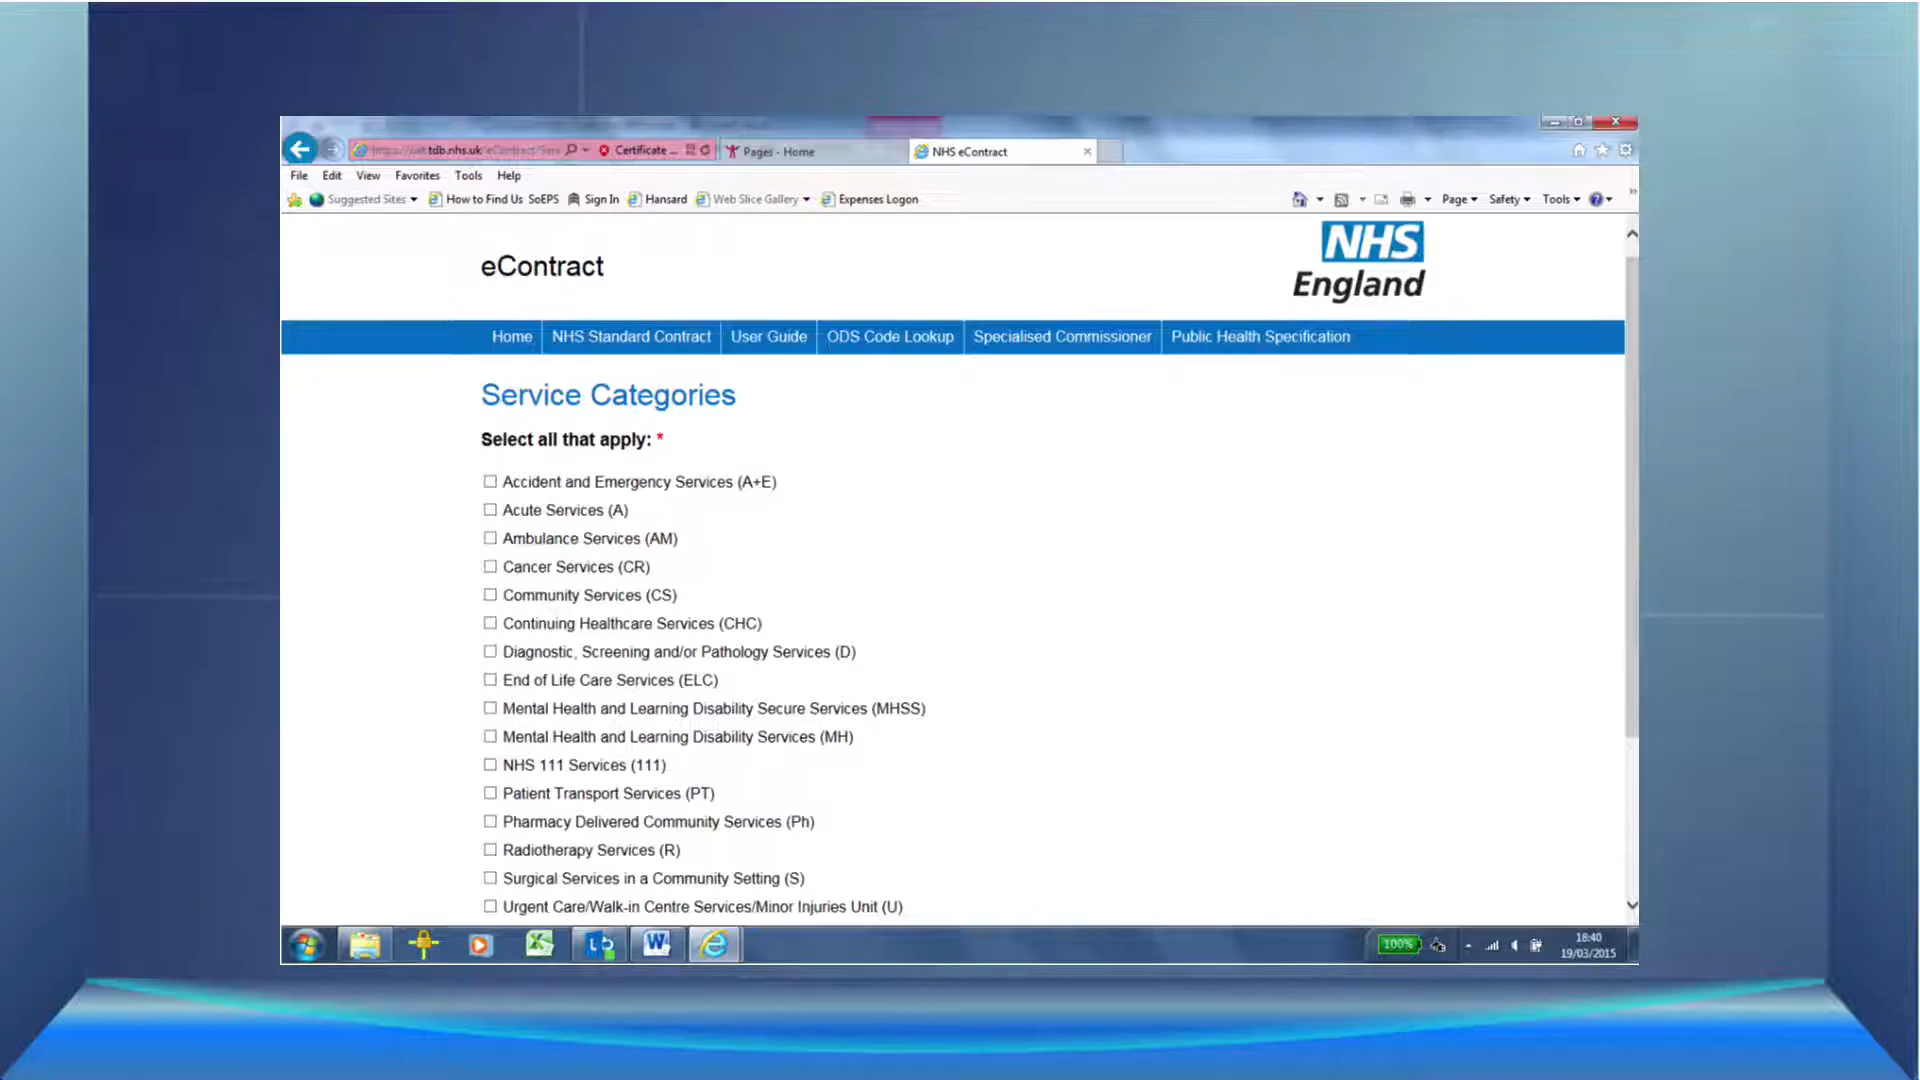 tdb.nhs.uk
Certificate ...
Pages - Home
NHS eContract
File Edit View Favorites Tools Help
Suggested Sites How to Find Us SoEPS Sign In Hansard Web Slice Gallery Expenses Logon
Page Safety Tools
eContract
NHS
England
Home NHS Standard Contract User Guide ODS Code Lookup Specialised Commissioner Public Health Specification
Service Categories
Select all that apply: *
Accident and Emergency Services (A+E)
Acute Services (A)
Ambulance Services (AM)
Cancer Services (CR)
Community Services (CS)
Continuing Healthcare Services (CHC)
Diagnostic, Screening and/or Pathology Services (D)
End of Life Care Services (ELC)
Mental Health and Learning Disability Secure Services (MHSS)
Mental Health and Learning Disability Services (MH)
NHS 111 Services (111)
Patient Transport Services (PT)
Pharmacy Delivered Community Services (Ph)
Radiotherapy Services (R)
Surgical Services in a Community Setting (S)
Urgent Care/Walk-in Centre Services/Minor Injuries Unit (U)
100%
18:40
19/03/2015